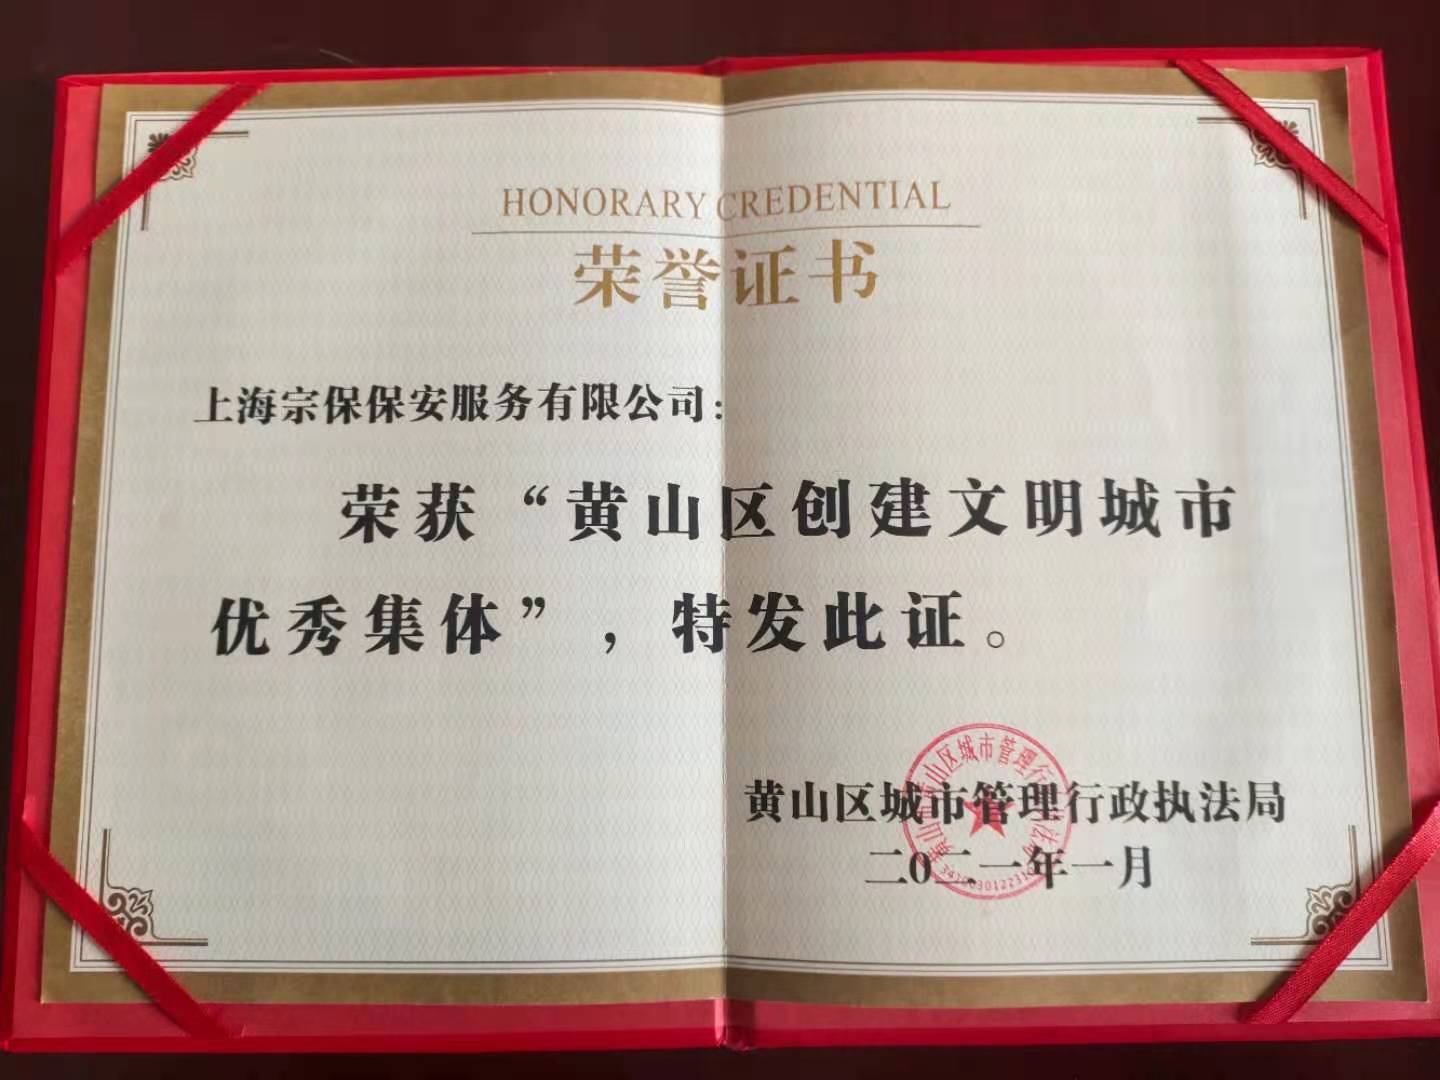 HONORARY CREDENTIAL
荣誉证书
上海宗保保安服务有限公司：
荣获“黄山区创建文明城市
优秀集体”，特发此证。
黄山区城市管理行政执法局
二0二一年一月